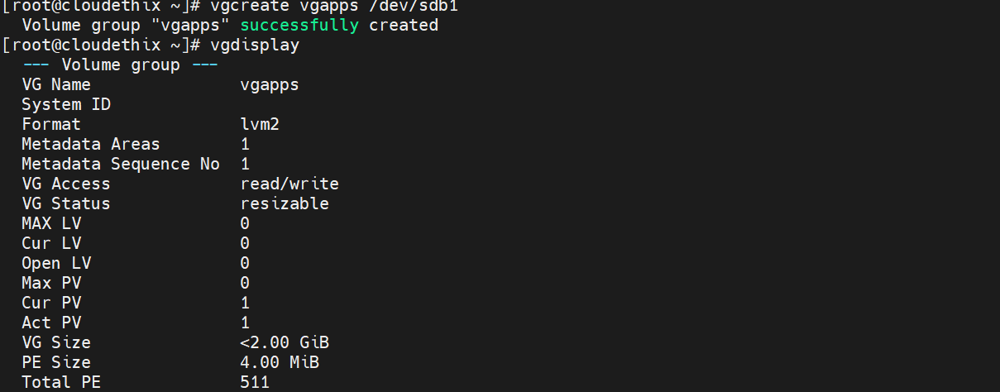 [root@cloudethix ~]# vgcreate vgapps /dev/sdb1
  Volume group "vgapps" successfully created
[root@cloudethix ~]# vgdisplay
  --- Volume group ---
  VG Name               vgapps
  System ID
  Format                lvm2
  Metadata Areas        1
  Metadata Sequence No  1
  VG Access             read/write
  VG Status             resizable
  MAX LV                0
  Cur LV                0
  Open LV               0
  Max PV                0
  Cur PV                1
  Act PV                1
  VG Size               <2.00 GiB
  PE Size               4.00 MiB
  Total PE              511